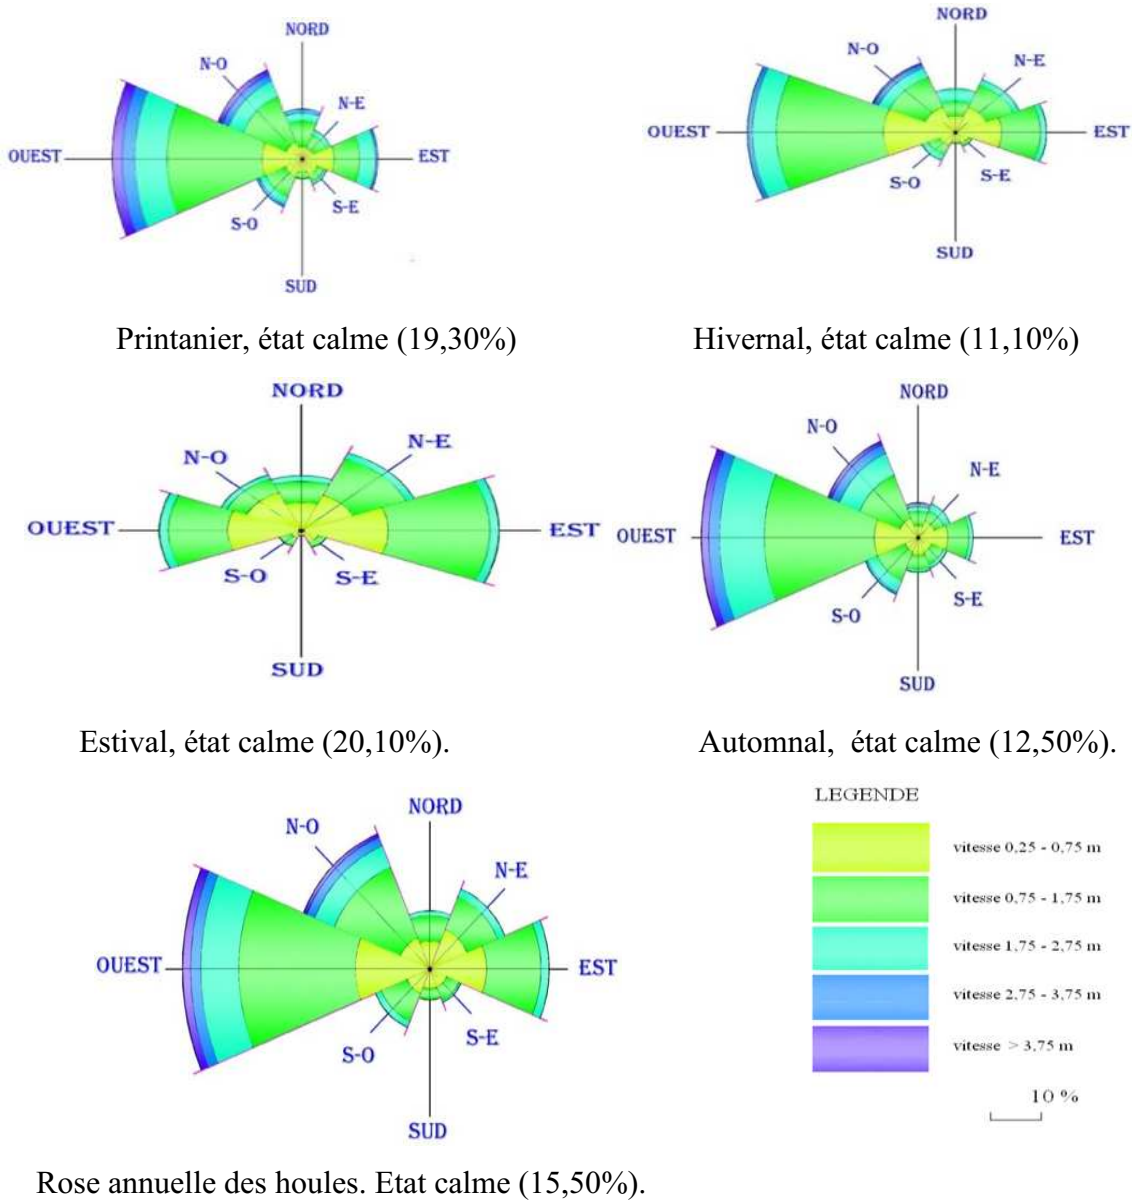 NORD
N-O
N-E
OUEST
EST
S-O
S-E
SUD
Printanier, état calme (19,30%)
NORD
N-O
N-E
OUEST
EST
S-O
S-E
SUD
Hivernal, état calme (11,10%)
NORD
N-O
N-E
OUEST
EST
S-O
S-E
SUD
Estival, état calme (20,10%).
NORD
N-O
N-E
OUEST
EST
S-O
S-E
SUD
Automnal, état calme (12,50%).
NORD
N-O
N-E
OUEST
EST
S-O
S-E
SUD
LEGENDE
vitesse 0,25 - 0,75 m
vitesse 0,75 - 1,75 m
vitesse 1,75 - 2,75 m
vitesse 2,75 - 3,75 m
vitesse > 3,75 m
10 %
Rose annuelle des houles. Etat calme (15,50%).